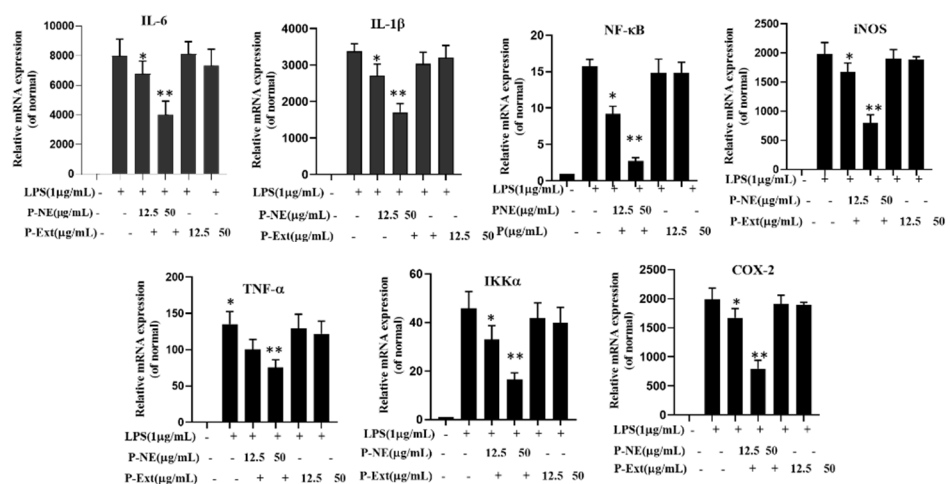 IL-6
Relative mRNA expression
(of normal)
10000
8000
6000
4000
2000
0
*
**
LPS(1μg/mL) - + + + + +
P-NE(μg/mL) - - 12.5 50
P-Ext(μg/mL) - - + + 12.5 50
IL-1β
Relative mRNA expression
(of normal)
4000
3000
2000
1000
0
*
**
LPS(1μg/mL) - + + + + +
P-NE(μg/mL) - - 12.5 50
P-Ext(μg/mL) - - + + 12.5 50
NF-κB
Relative mRNA expression
(of normal)
20
15
10
5
0
*
**
LPS(1μg/mL) - + + + + +
PNE(μg/mL) - - 12.5 50
P(μg/mL) - - + + 12.5 50
iNOS
Relative mRNA expression
(of normal)
2500
2000
1500
1000
500
0
*
**
LPS(1μg/mL) - + + + + +
P-NE(μg/mL) - - 12.5 50
P-Ext(μg/mL) - - + + 12.5 50
TNF-α
Relative mRNA expression
(of normal)
200
150
100
50
0
*
**
LPS(1μg/mL) - + + + + +
P-NE(μg/mL) - - 12.5 50
P-Ext(μg/mL) - - + + 12.5 50
IKKα
Relative mRNA expression
(of normal)
60
40
20
0
*
**
LPS(1μg/mL) - + + + + +
P-NE(μg/mL) - - 12.5 50
P-Ext(μg/mL) - - + + 12.5 50
COX-2
Relative mRNA expression
(of normal)
2500
2000
1500
1000
500
0
*
**
LPS(1μg/mL) - + + + + +
P-NE(μg/mL) - - 12.5 50
P-Ext(μg/mL) - - + + 12.5 50